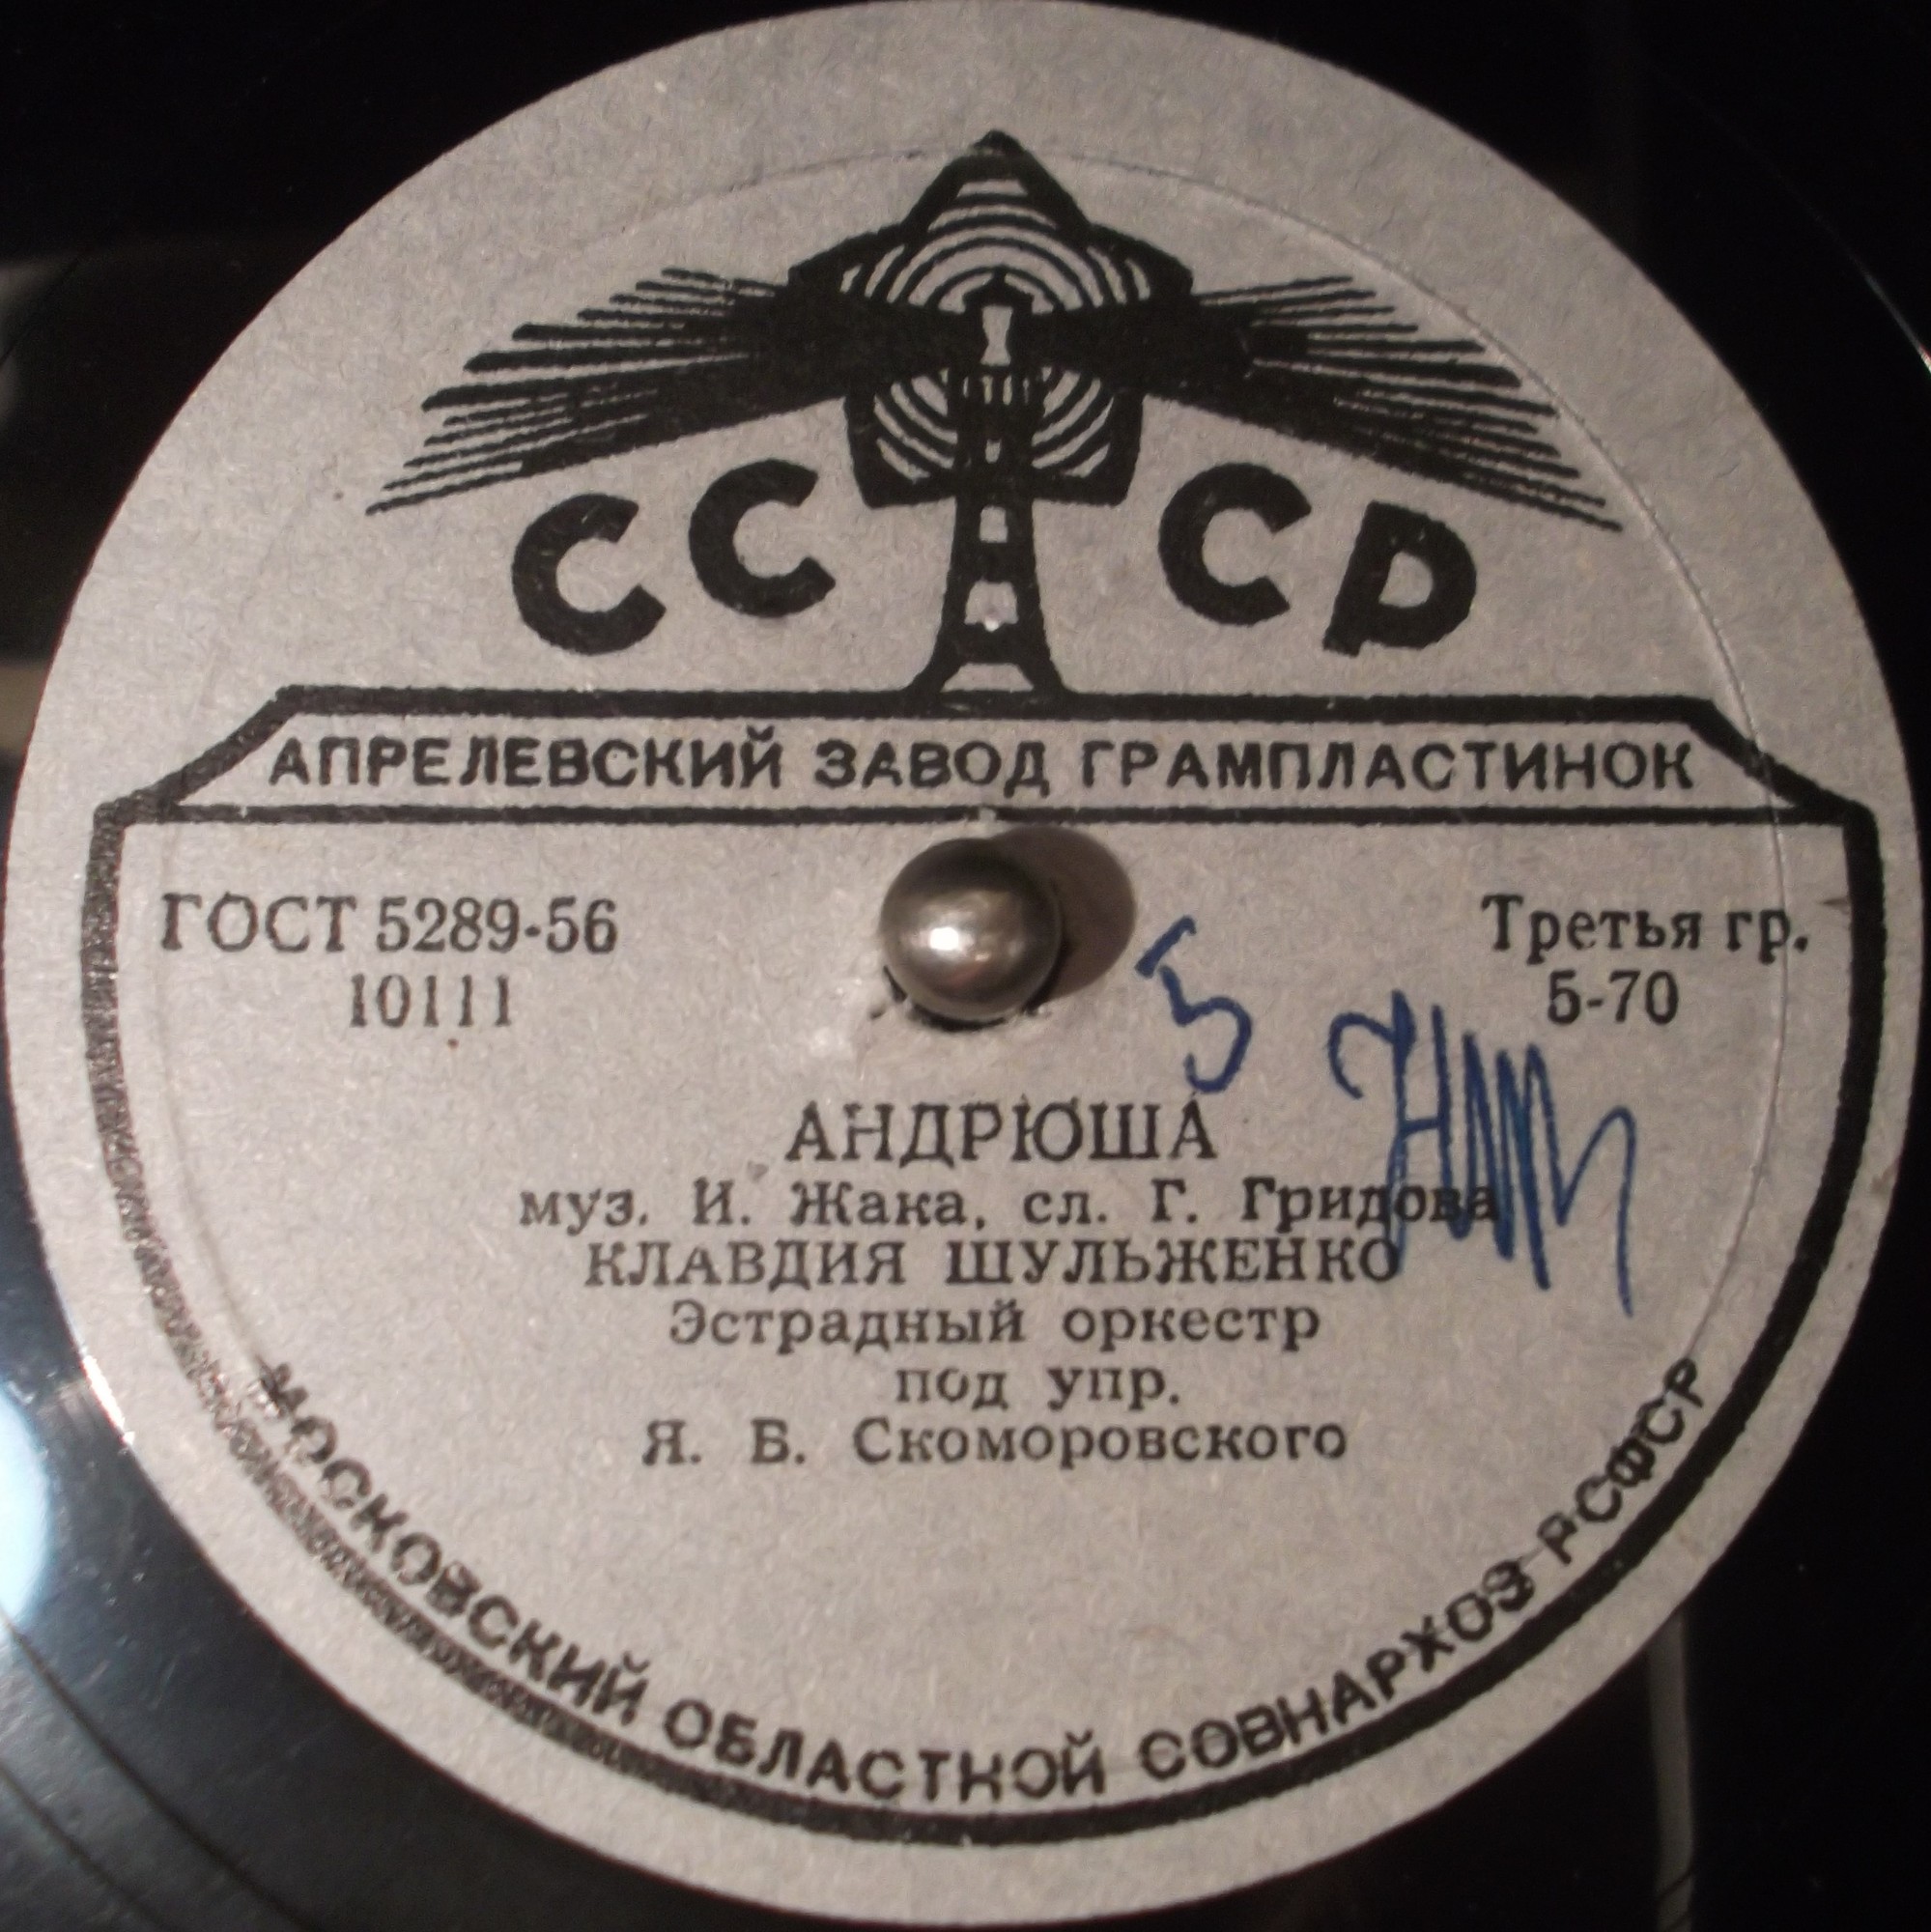 СССР
АПРЕЛЕВСКИЙ ЗАВОД ГРАМПЛАСТИНОК
ГОСТ 5289-56
10111
Третья гр.
5-70
5
АНДРЮША
муз. И. Жака, сл. Г. Гридова
КЛАВДИЯ ШУЛЬЖЕНКО
Эстрадный оркестр
под упр.
Я. Б. Скоморовского
МОСКОВСКИЙ ОБЛАСТНОЙ СОВНАРХОЗ РСФСР